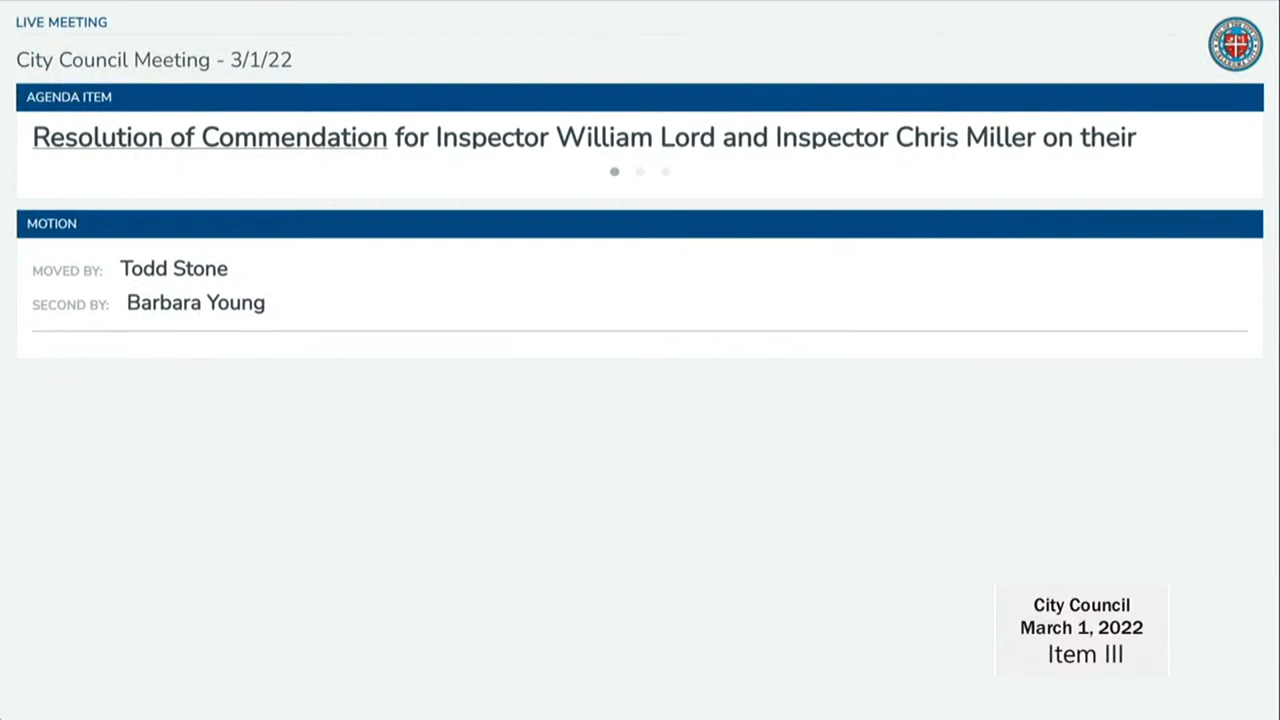 LIVE MEETING
City Council Meeting - 3/1/22
AGENDA ITEM
Resolution of Commendation for Inspector William Lord and Inspector Chris Miller on their
MOTION
MOVED BY: Todd Stone
SECOND BY: Barbara Young
City Council
March 1, 2022
Item III